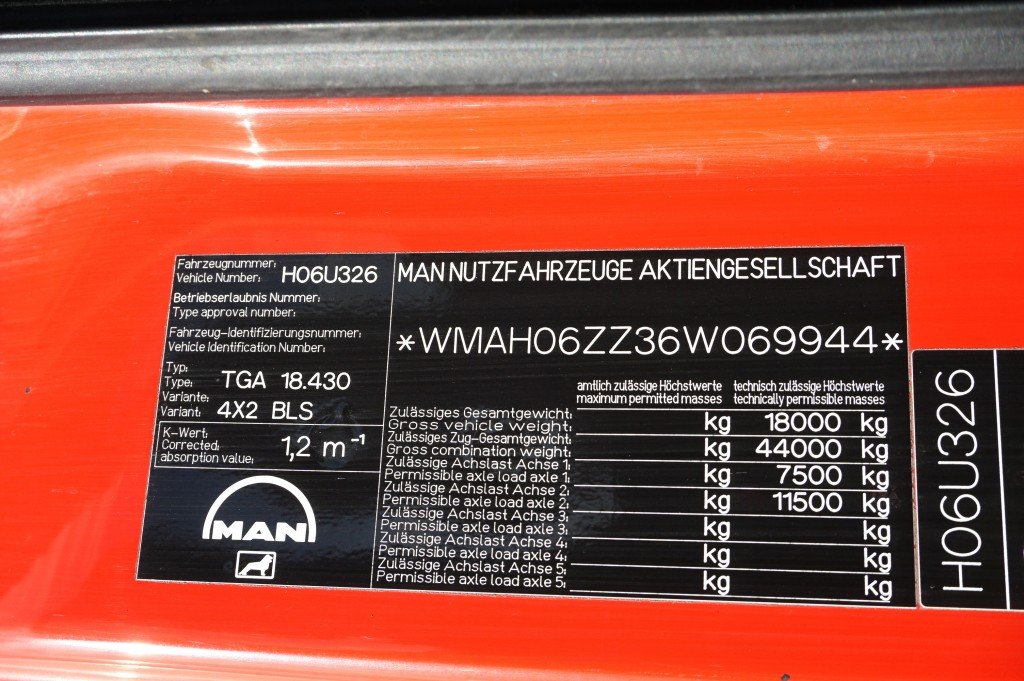 Fahrzeugnummer:
Vehicle Number: H06U326
Betriebserlaubnis Nummer:
Type approval number:
Fahrzeug-Identifizierungsnummer:
Vehicle Identification Number:
Typ:
Type: TGA 18.430
Variante:
Variant: 4X2 BLS
K-Wert:
Corrected absorption value: 1,2 m⁻¹
MAN
MAN NUTZFAHRZEUGE AKTIENGESELLSCHAFT
*WMAH06ZZ36W069944*
amtlich zulässige Höchstwerte technisch zulässige Höchstwerte
maximum permitted masses technically permissible masses
Zulässiges Gesamtgewicht:
Gross vehicle weight: kg 18000 kg
Zulässiges Zug-Gesamtgewicht:
Gross combination weight: kg 44000 kg
Zulässige Achslast Achse 1:
Permissible axle load axle 1: kg 7500 kg
Zulässige Achslast Achse 2:
Permissible axle load axle 2: kg 11500 kg
Zulässige Achslast Achse 3:
Permissible axle load axle 3: kg kg
Zulässige Achslast Achse 4:
Permissible axle load axle 4: kg kg
Zulässige Achslast Achse 5:
Permissible axle load axle 5: kg kg
H06U326